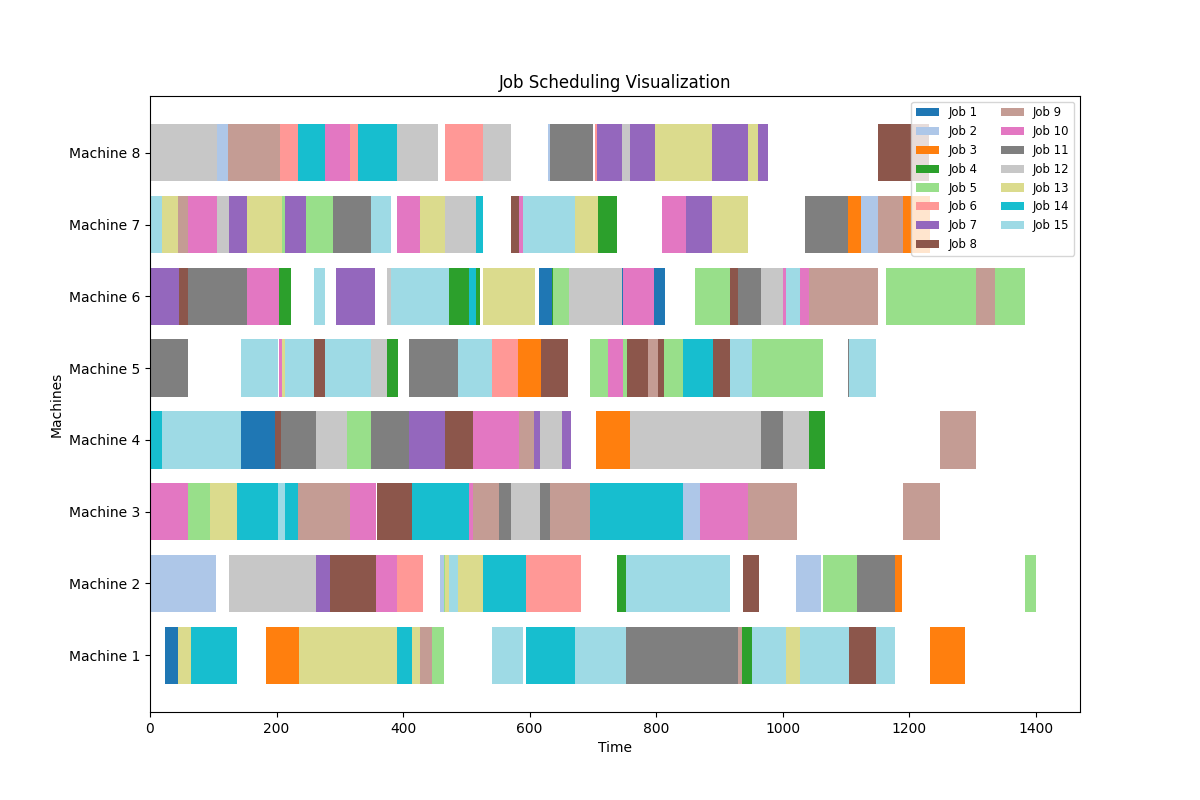 Job Scheduling Visualization
Machine 8
Machine 7
Machine 6
Machine 5
Machine 4
Machine 3
Machine 2
Machine 1
Machines
0 200 400 600 800 1000 1200 1400
Time
Job 1
Job 2
Job 3
Job 4
Job 5
Job 6
Job 7
Job 8
Job 9
Job 10
Job 11
Job 12
Job 13
Job 14
Job 15